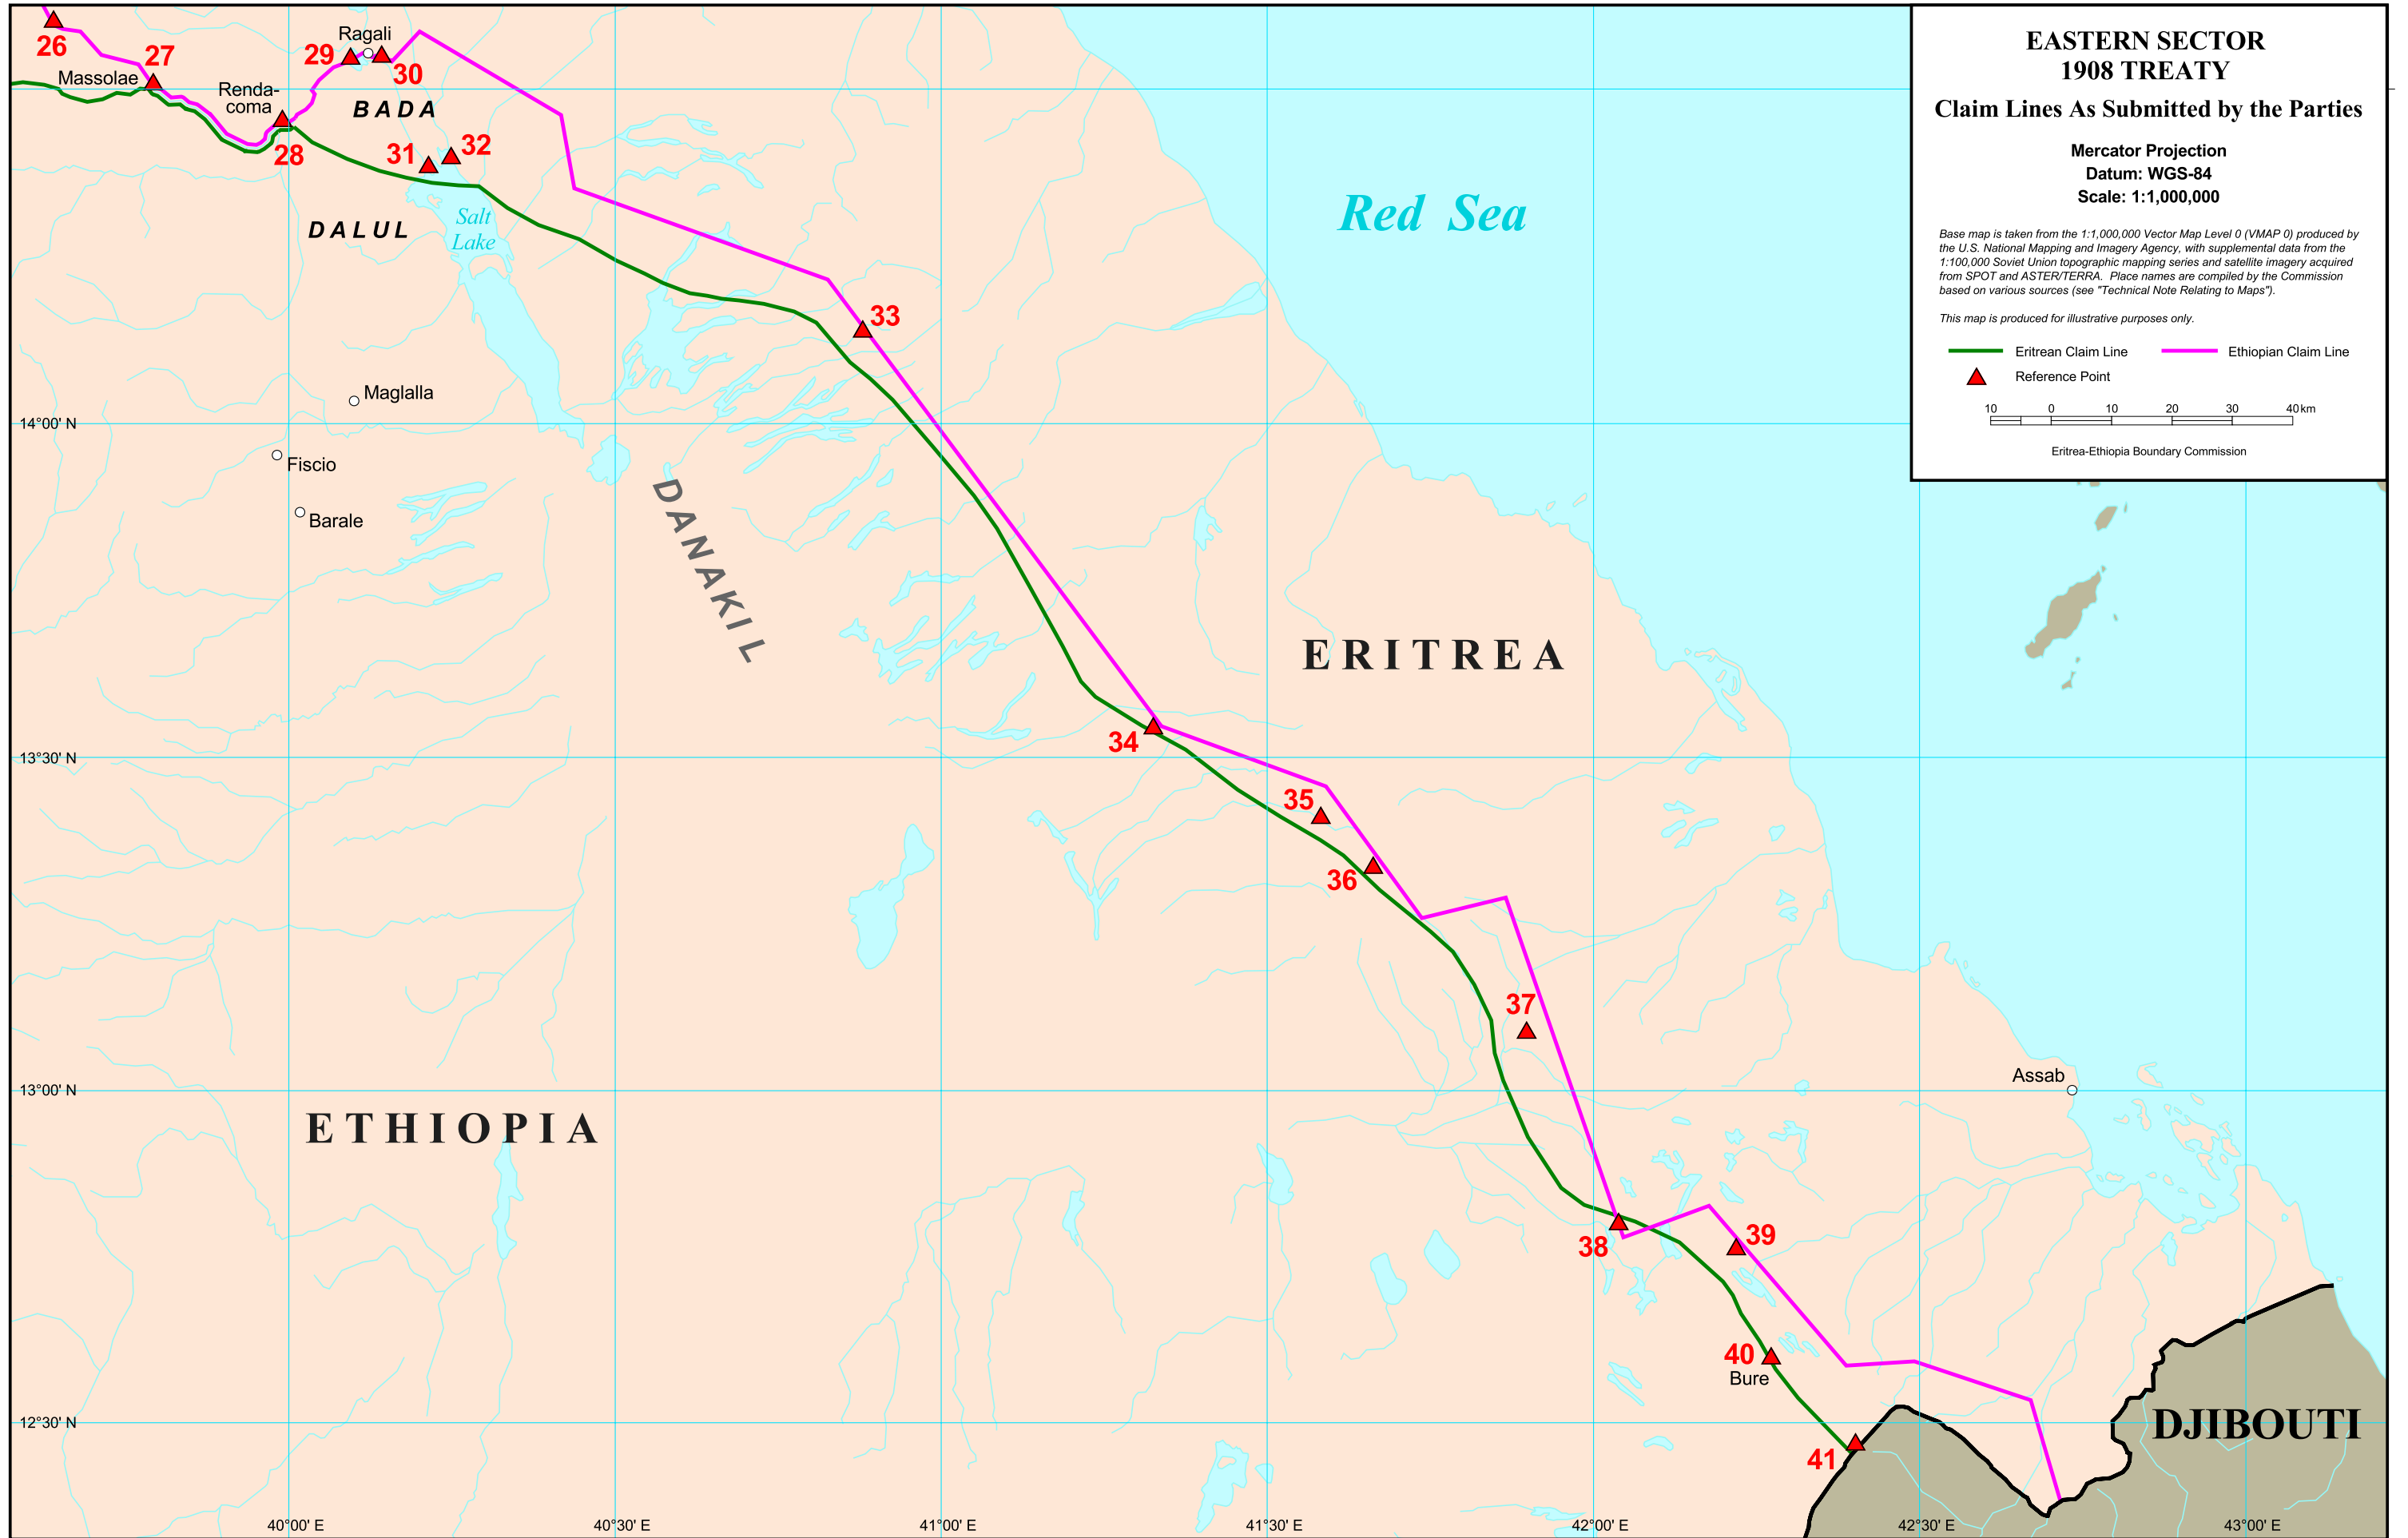 EASTERN SECTOR
1908 TREATY
Claim Lines As Submitted by the Parties
Mercator Projection
Datum: WGS-84
Scale: 1:1,000,000
Base map is taken from the 1:1,000,000 Vector Map Level 0 (VMAP 0) produced by
the U.S. National Mapping and Imagery Agency, with supplemental data from the
1:100,000 Soviet Union topographic mapping series and satellite imagery acquired
from SPOT and ASTER/TERRA. Place names are compiled by the Commission
based on various sources (see "Technical Note Relating to Maps").
This map is produced for illustrative purposes only.
Eritrean Claim Line
Ethiopian Claim Line
Reference Point
10 0 10 20 30 40 km
Eritrea-Ethiopia Boundary Commission
26
27
Massolae
Renda-
coma
28
29
Ragali
30
BADA
31
32
DALUL
Salt
Lake
Red Sea
33
Maglalla
14°00' N
Fiscio
Barale
DANAKIL
ERITREA
34
13°30' N
35
36
37
13°00' N
Assab
ETHIOPIA
38
39
40
Bure
12°30' N
41
DJIBOUTI
40°00' E
40°30' E
41°00' E
41°30' E
42°00' E
42°30' E
43°00' E